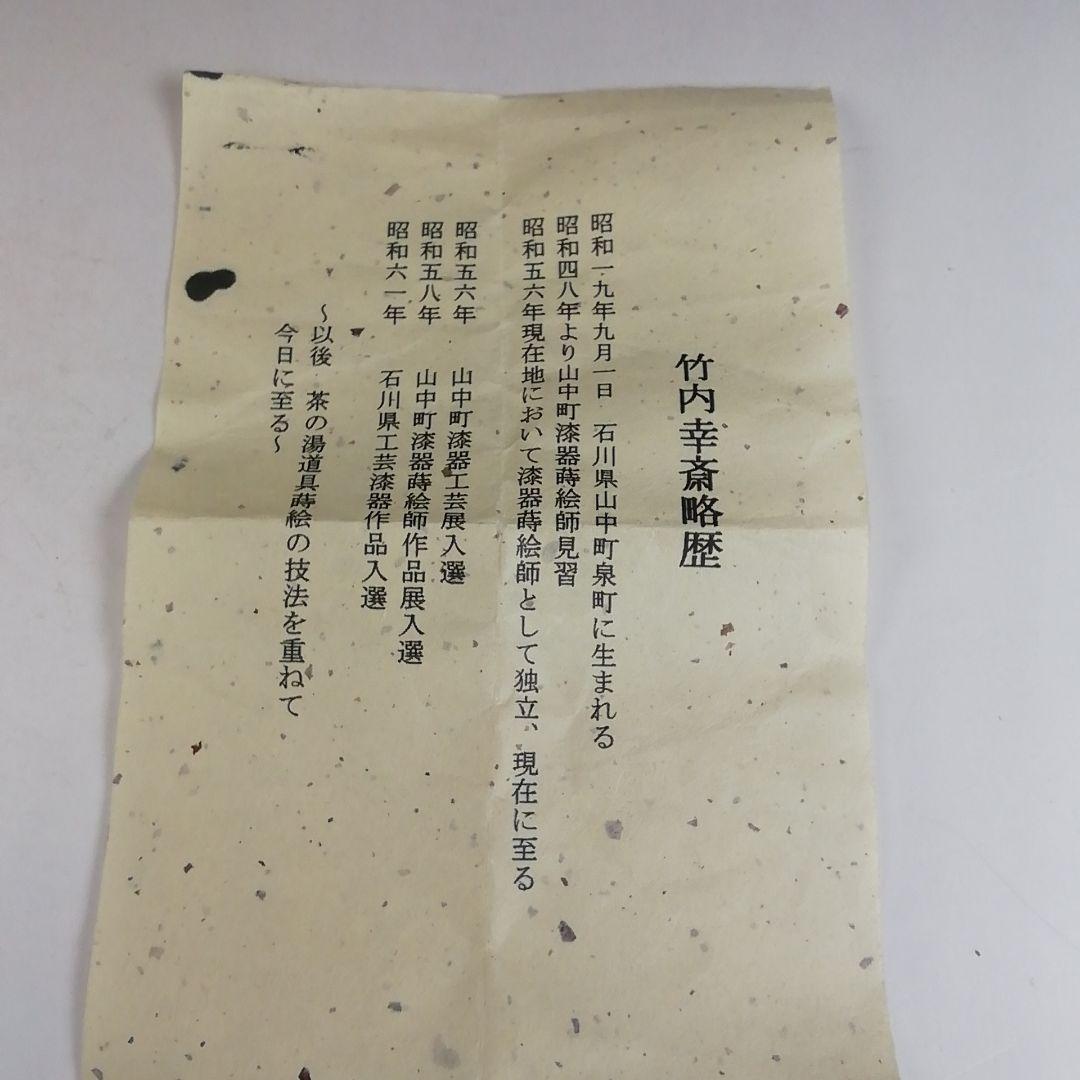 竹内幸斎略歴
昭和一九年九月一日 石川県山中町泉町に生まれる
昭和四八年より山中町漆器蒔絵師見習
昭和五六年現在地において漆器蒔絵師として独立、現在に至る
昭和五六年 山中町漆器工芸展入選
昭和五八年 山中町漆器蒔絵師作品展入選
昭和六一年 石川県工芸漆器作品入選
～以後 茶の湯道具蒔絵の技法を重ねて
今日に至る～